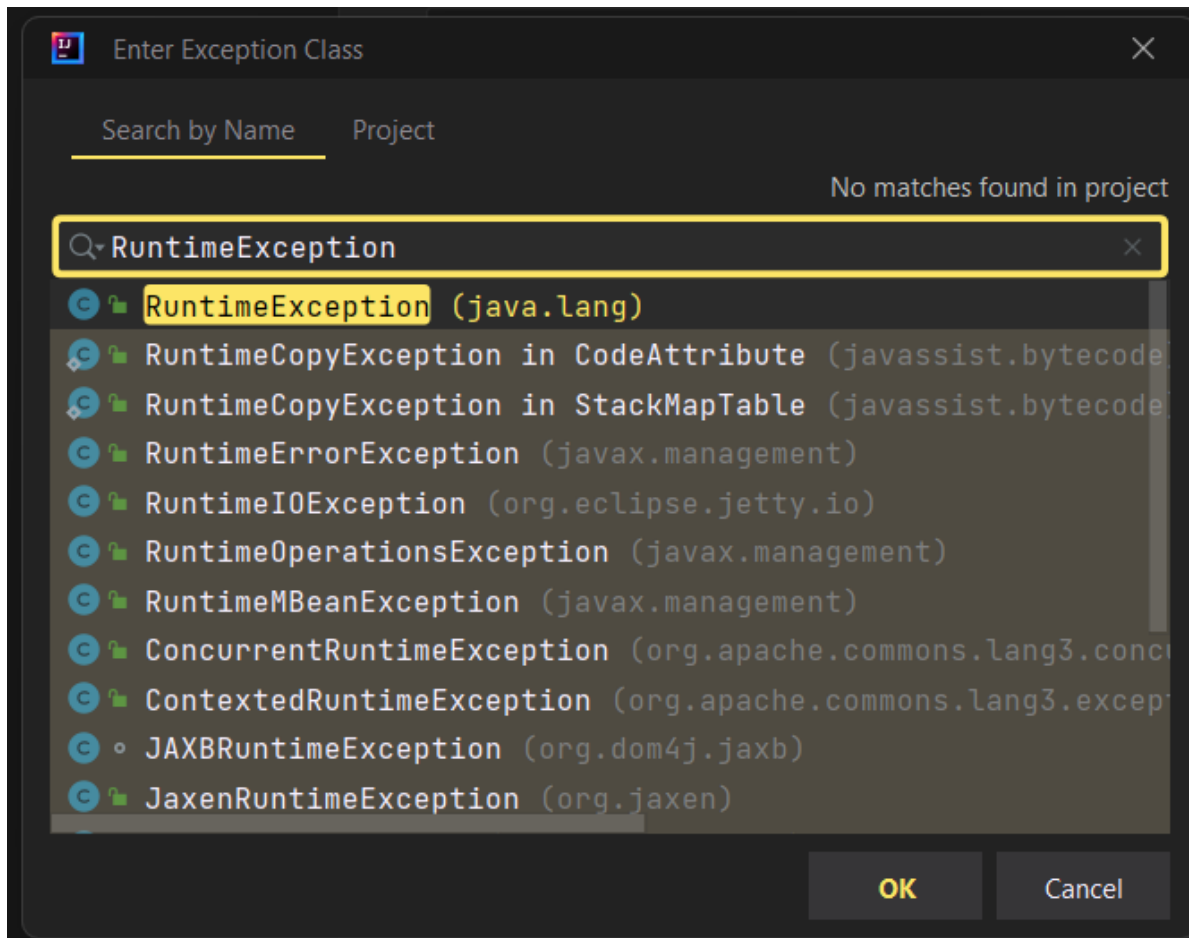 Enter Exception Class
Search by Name Project
No matches found in project
RuntimeException
RuntimeException (java.lang)
RuntimeCopyException in CodeAttribute (javassist.bytecode
RuntimeCopyException in StackMapTable (javassist.bytecode
RuntimeErrorException (javax.management)
RuntimeIOException (org.eclipse.jetty.io)
RuntimeOperationsException (javax.management)
RuntimeMBeanException (javax.management)
ConcurrentRuntimeException (org.apache.commons.lang3.conc
ContextedRuntimeException (org.apache.commons.lang3.excep
JAXBRuntimeException (org.dom4j.jaxb)
JaxenRuntimeException (org.jaxen)
OK Cancel